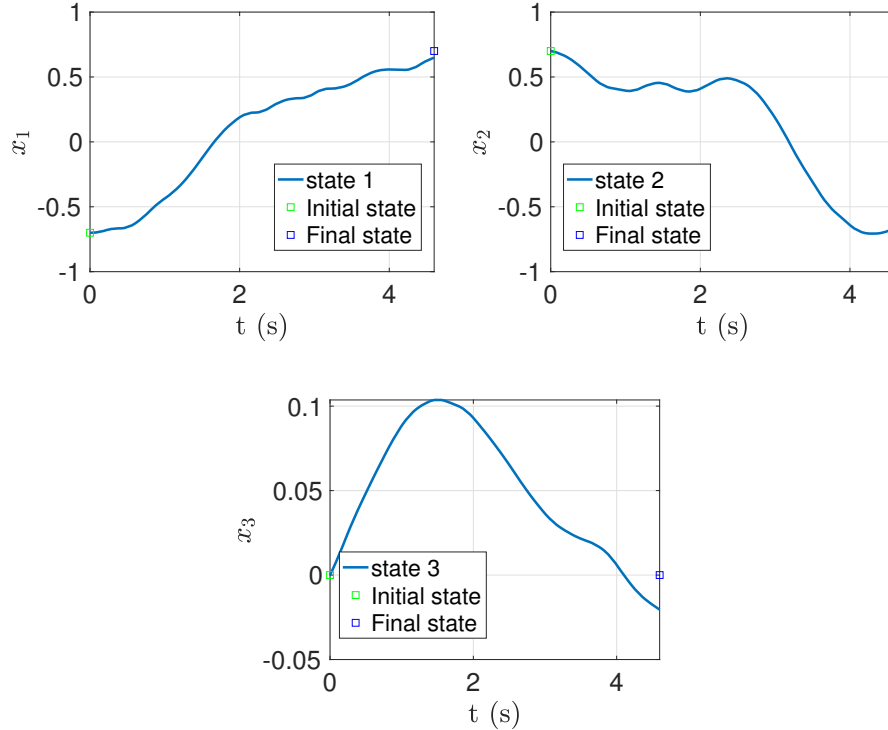 1
0.5
0
-0.5
-1
x₁
0
2
4
t (s)
state 1
Initial state
Final state
1
0.5
0
-0.5
-1
x₂
0
2
4
t (s)
state 2
Initial state
Final state
0.1
0.05
0
-0.05
x₃
0
2
4
t (s)
state 3
Initial state
Final state